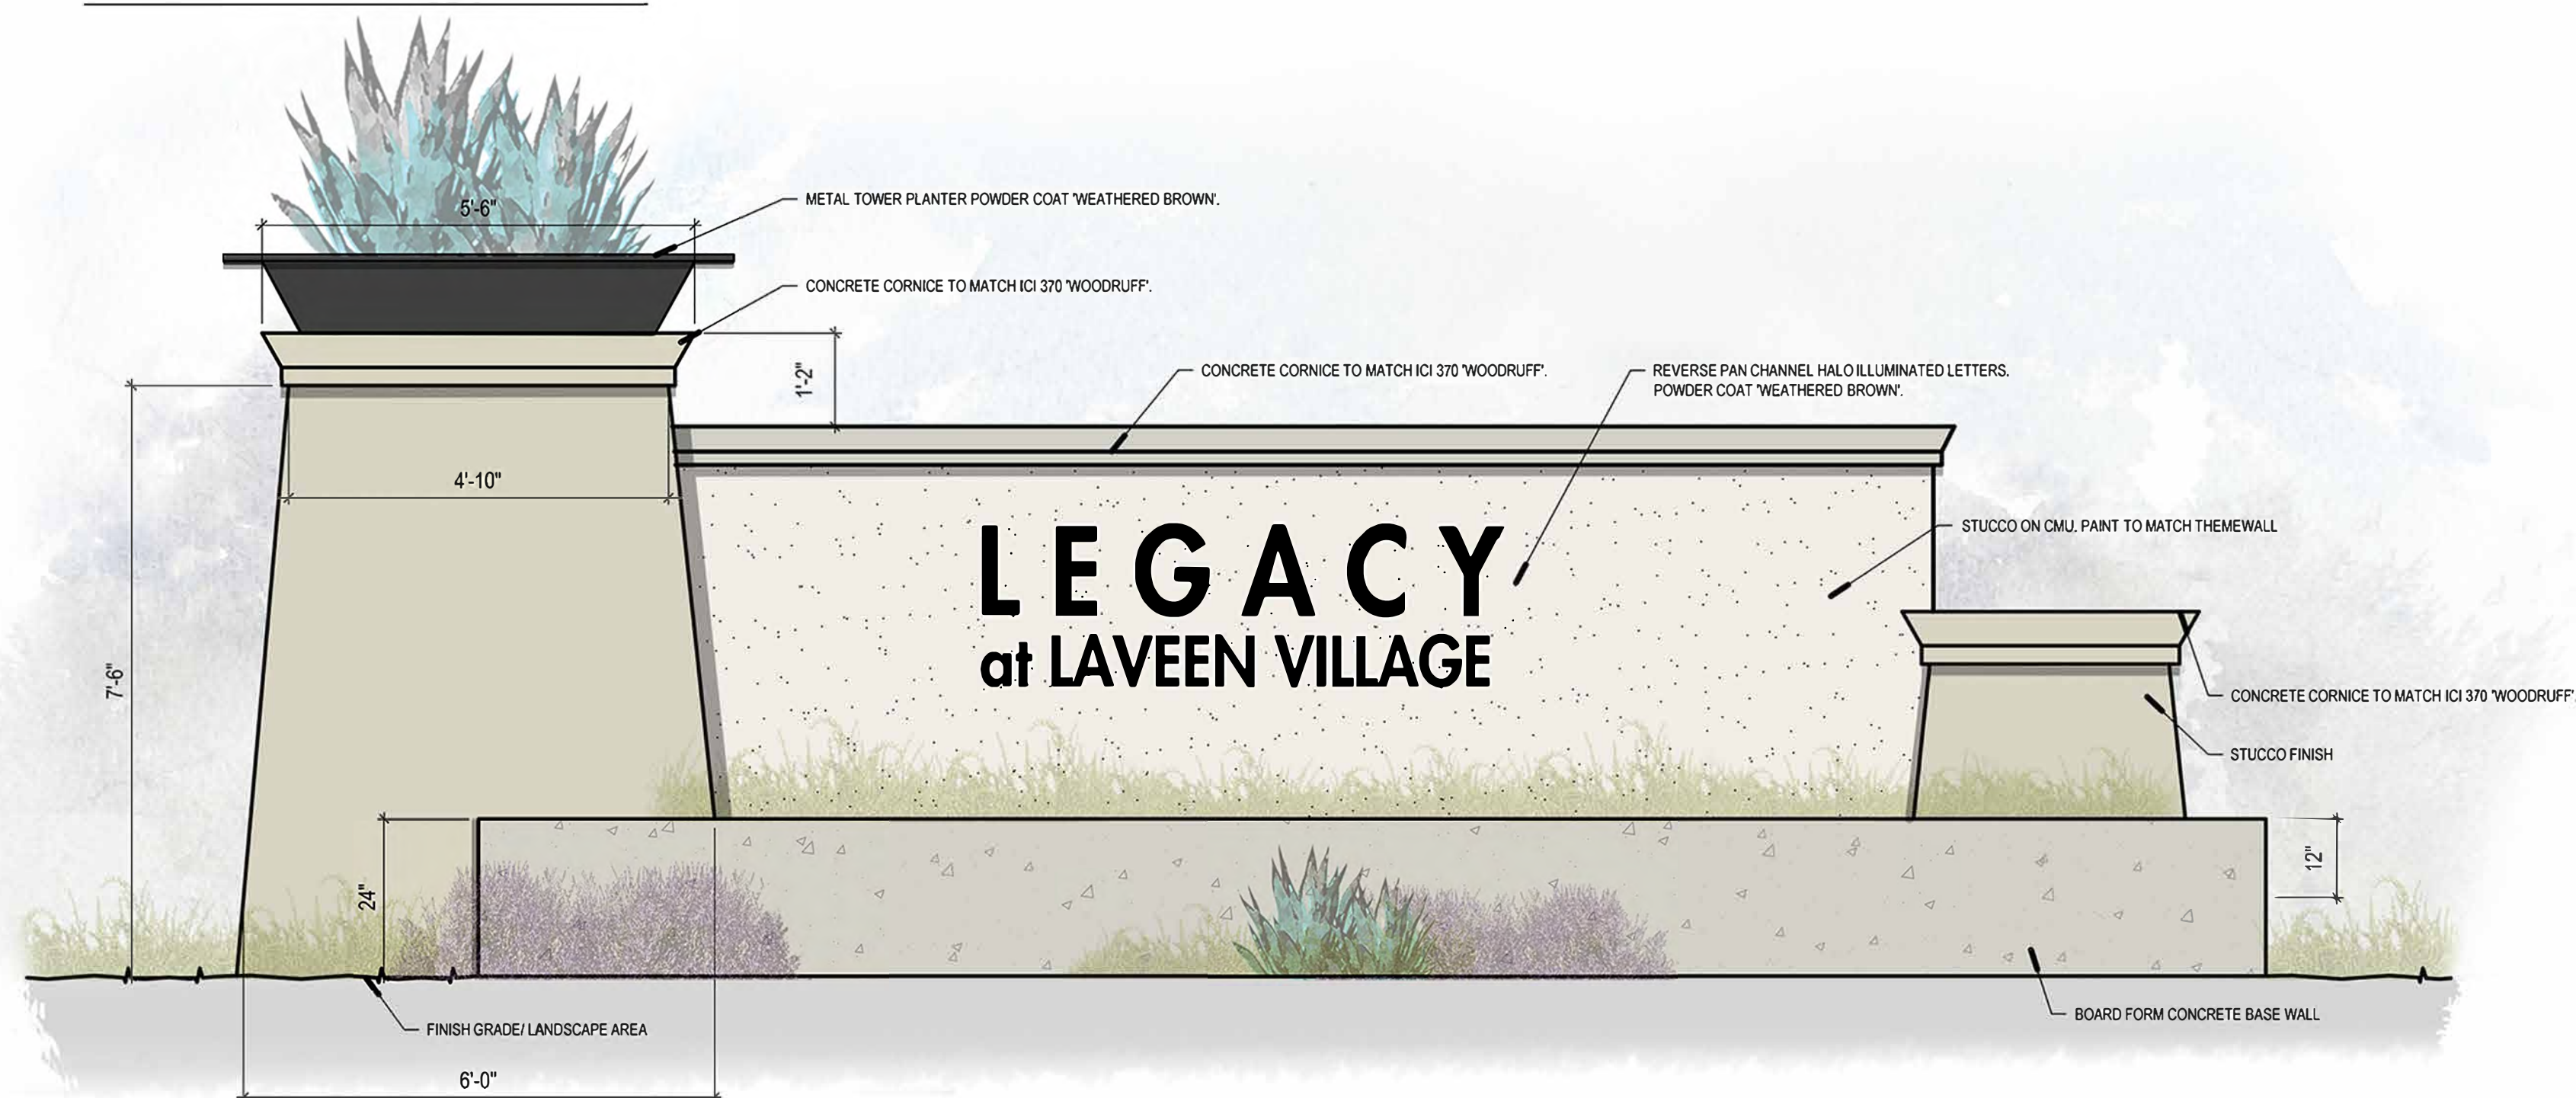 METAL TOWER PLANTER POWDER COAT 'WEATHERED BROWN'.
5'-6"
CONCRETE CORNICE TO MATCH ICI 370 'WOODRUFF'.
1'-2"
CONCRETE CORNICE TO MATCH ICI 370 'WOODRUFF'.
REVERSE PAN CHANNEL HALO ILLUMINATED LETTERS.
POWDER COAT 'WEATHERED BROWN'.
4'-10"
LEGACY
at LAVEEN VILLAGE
STUCCO ON CMU. PAINT TO MATCH THEMEWALL
7'-6"
CONCRETE CORNICE TO MATCH ICI 370 'WOODRUFF'
STUCCO FINISH
24"
12"
BOARD FORM CONCRETE BASE WALL
FINISH GRADE/ LANDSCAPE AREA
6'-0"